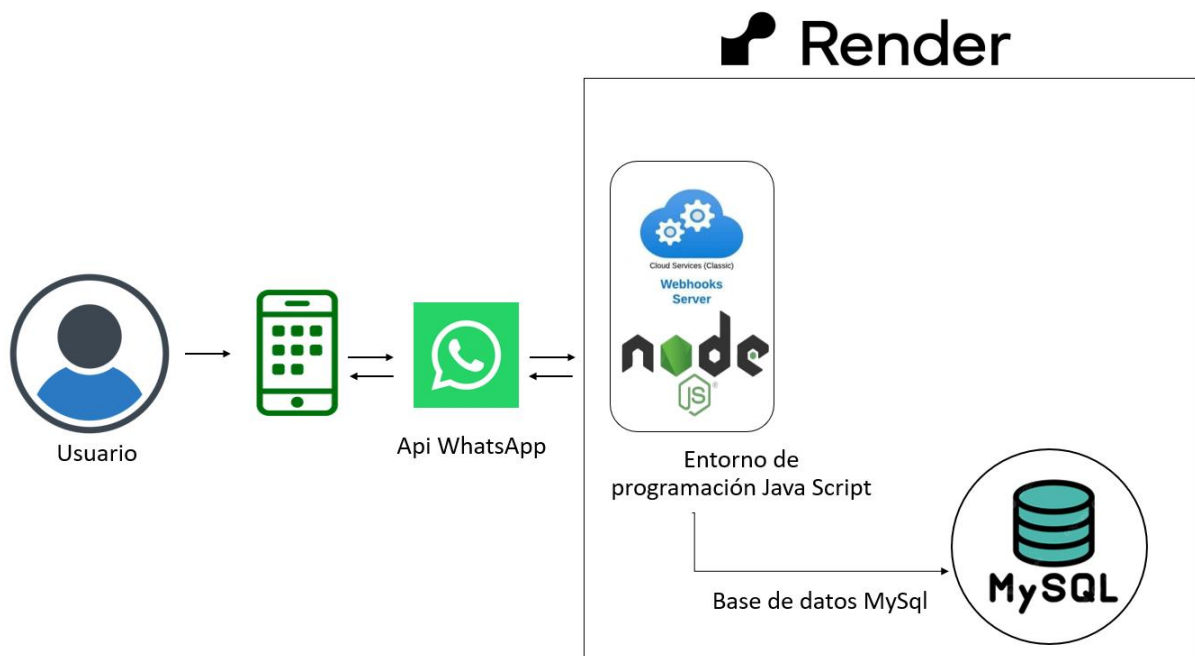 Render
Cloud Services (Classic)
Webhooks
Server
node
JS
Usuario
Api WhatsApp
Entorno de
programación Java Script
Base de datos MySql
MySQL